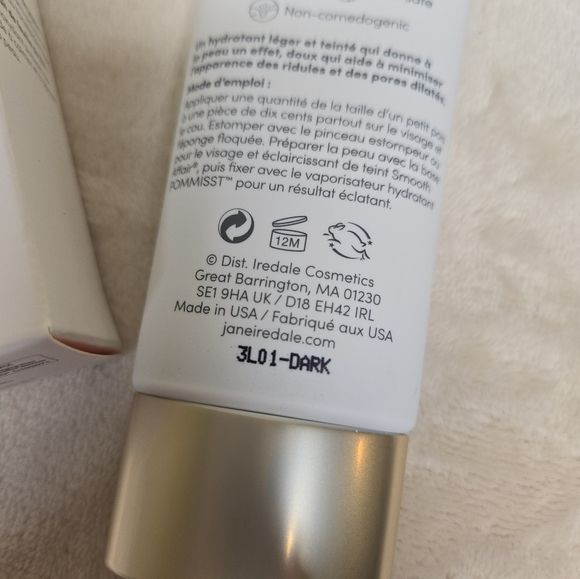 safe
Non-comedogenic
Un hydratant léger et teinté qui donne à
la peau un effet, doux qui aide à minimiser
l'apparence des ridules et des pores dilatés.
Mode d'emploi :
Appliquer une quantité de la taille d'un petit pois
à une pièce de dix cents partout sur le visage et
le cou. Estomper avec le pinceau estompeur ou
l'éponge floquée. Préparer la peau avec la base
pour le visage et éclaircissant de teint Smooth
Affair®, puis fixer avec le vaporisateur hydratant
POMMISST™ pour un résultat éclatant.
12M
© Dist. Iredale Cosmetics
Great Barrington, MA 01230
SE1 9HA UK / D18 EH42 IRL
Made in USA / Fabriqué aux USA
janeiredale.com
3L01-DARK